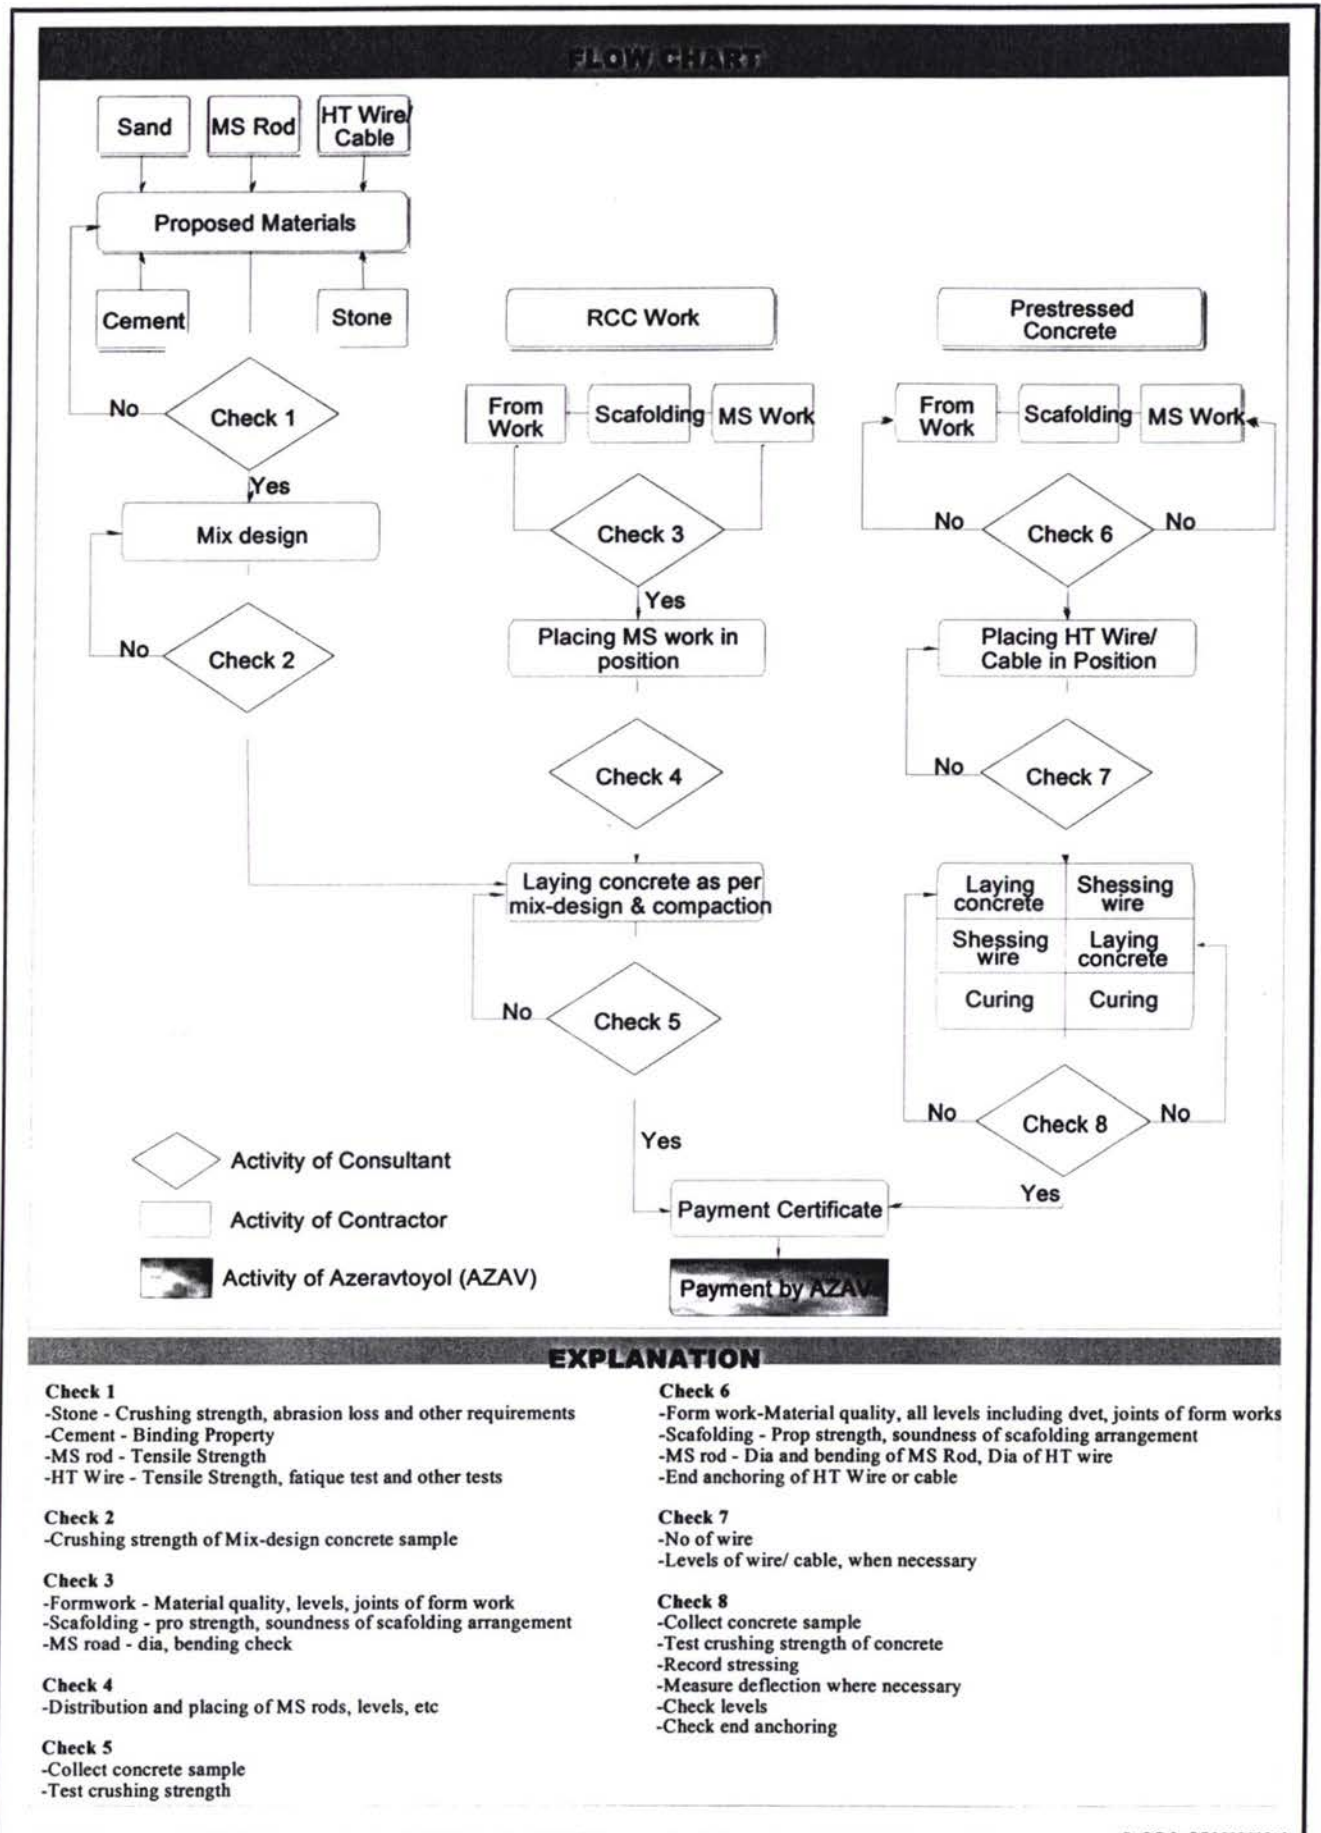 FLOW CHART
Sand
MS Rod
HT Wire/
Cable
Proposed Materials
Cement
Stone
No
Check 1
Yes
Mix design
No
Check 2
RCC Work
From
Work
Scafolding
MS Work
Check 3
Yes
Placing MS work in
position
Check 4
Laying concrete as per
mix-design & compaction
No
Check 5
Yes
Prestressed
Concrete
From
Work
Scafolding
MS Work
No
Check 6
No
Placing HT Wire/
Cable in Position
No
Check 7
Laying
concrete
Shessing
wire
Shessing
wire
Laying
concrete
Curing
Curing
No
Check 8
No
Yes
Payment Certificate
Payment by AZAV
Activity of Consultant
Activity of Contractor
Activity of Azeravtoyol (AZAV)
EXPLANATION
Check 1
-Stone - Crushing strength, abrasion loss and other requirements
-Cement - Binding Property
-MS rod - Tensile Strength
-HT Wire - Tensile Strength, fatique test and other tests
Check 2
-Crushing strength of Mix-design concrete sample
Check 3
-Formwork - Material quality, levels, joints of form work
-Scafolding - pro strength, soundness of scafolding arrangement
-MS road - dia, bending check
Check 4
-Distribution and placing of MS rods, levels, etc
Check 5
-Collect concrete sample
-Test crushing strength
Check 6
-Form work-Material quality, all levels including dvet, joints of form works
-Scafolding - Prop strength, soundness of scafolding arrangement
-MS rod - Dia and bending of MS Rod, Dia of HT wire
-End anchoring of HT Wire or cable
Check 7
-No of wire
-Levels of wire/ cable, when necessary
Check 8
-Collect concrete sample
-Test crushing strength of concrete
-Record stressing
-Measure deflection where necessary
-Check levels
-Check end anchoring